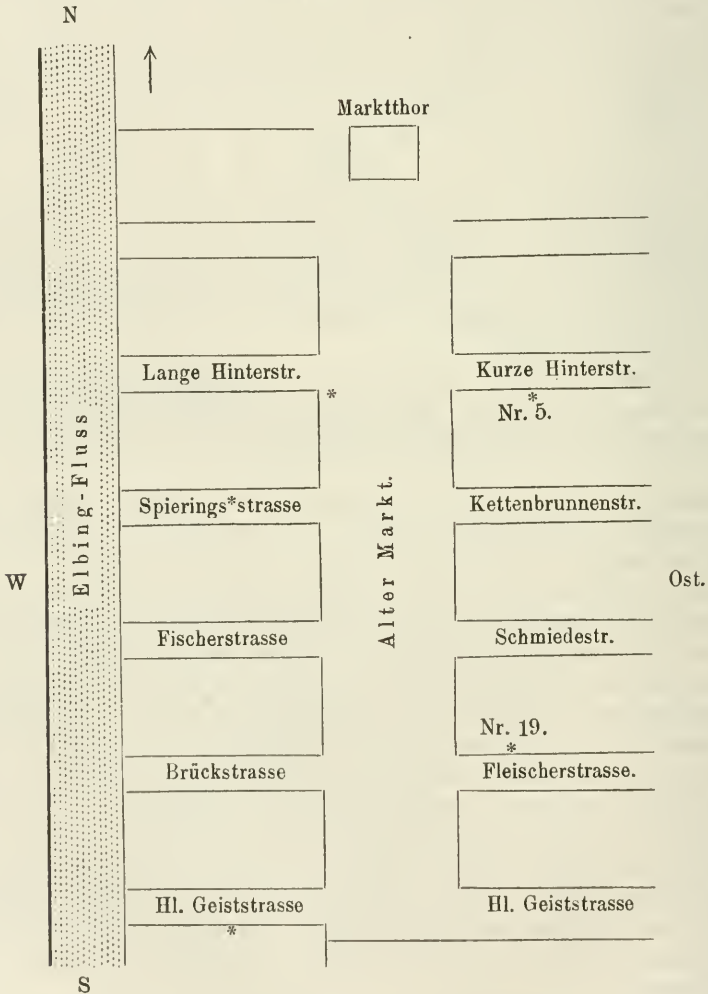 N
Marktthor
Lange Hinterstr.
Kurze Hinterstr.
*
*
Nr. 5.
Elbing-Fluss
Spierings*strasse
Kettenbrunnenstr.
Alter Markt.
W
Ost.
Fischerstrasse
Schmiedestr.
Nr. 19.
*
Brückstrasse
Fleischerstrasse.
Hl. Geiststrasse
Hl. Geiststrasse
*
S